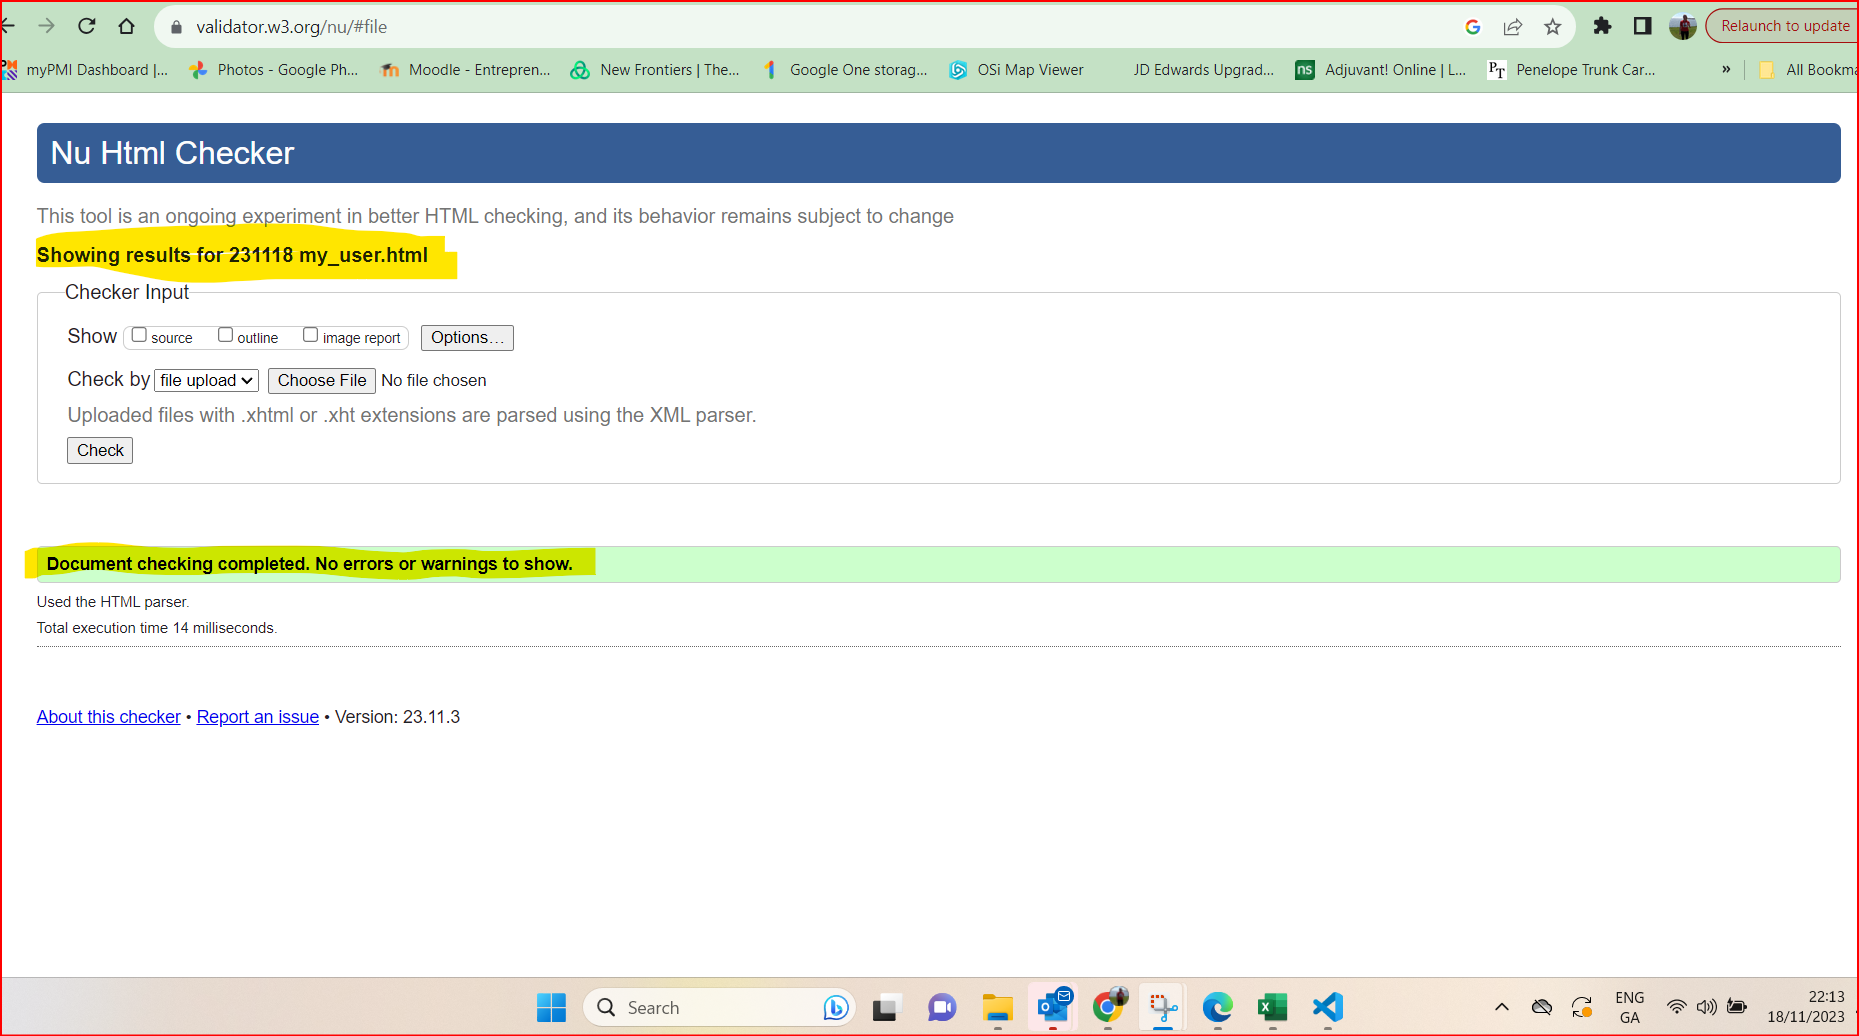 validator.w3.org/nu/#file
Relaunch to update
myPMI Dashboard |...
Photos - Google Ph...
Moodle - Entrepren...
New Frontiers | The...
Google One storag...
OSi Map Viewer
JD Edwards Upgrad...
ns Adjuvant! Online | L...
PT Penelope Trunk Car...
»
All Bookma
Nu Html Checker
This tool is an ongoing experiment in better HTML checking, and its behavior remains subject to change
Showing results for 231118 my_user.html
Checker Input
Show source outline image report Options...
Check by file upload Choose File No file chosen
Uploaded files with .xhtml or .xht extensions are parsed using the XML parser.
Check
Document checking completed. No errors or warnings to show.
Used the HTML parser.
Total execution time 14 milliseconds.
About this checker • Report an issue • Version: 23.11.3
Search
ENG
GA
22:13
18/11/2023